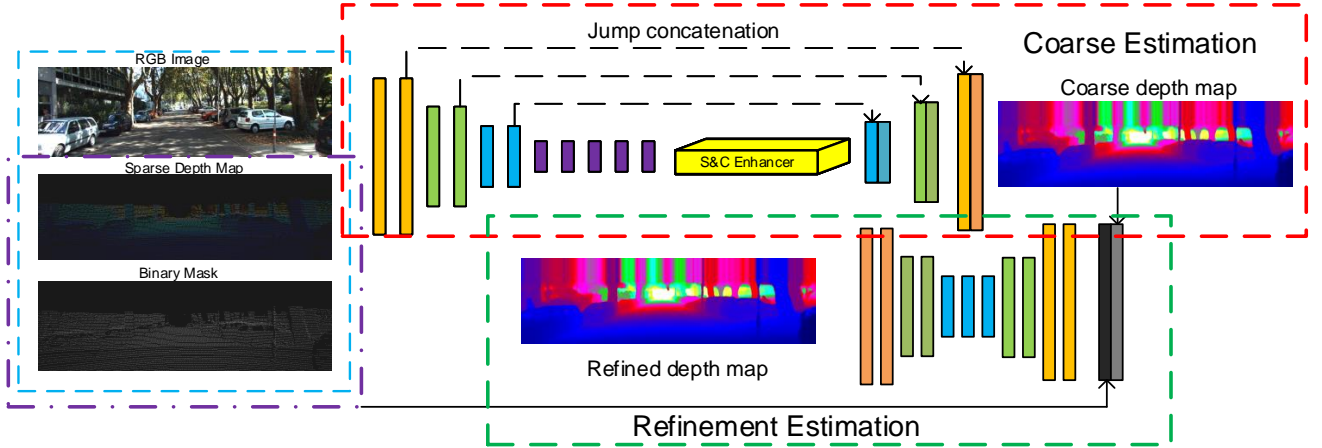 RGB Image
Sparse Depth Map
Binary Mask
Jump concatenation
Coarse Estimation
Coarse depth map
S&C Enhancer
Refined depth map
Refinement Estimation